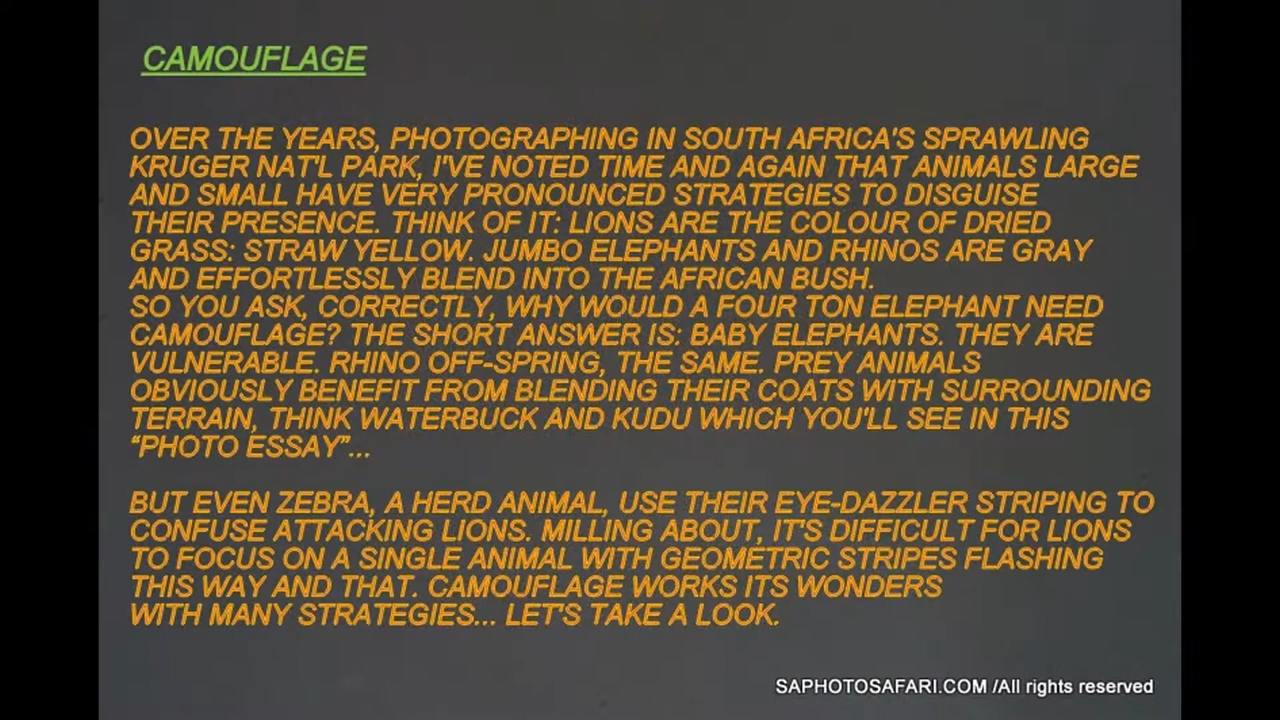 CAMOUFLAGE
OVER THE YEARS, PHOTOGRAPHING IN SOUTH AFRICA'S SPRAWLING
KRUGER NAT'L PARK, I'VE NOTED TIME AND AGAIN THAT ANIMALS LARGE
AND SMALL HAVE VERY PRONOUNCED STRATEGIES TO DISGUISE
THEIR PRESENCE. THINK OF IT: LIONS ARE THE COLOUR OF DRIED
GRASS: STRAW YELLOW. JUMBO ELEPHANTS AND RHINOS ARE GRAY
AND EFFORTLESSLY BLEND INTO THE AFRICAN BUSH.
SO YOU ASK, CORRECTLY, WHY WOULD A FOUR TON ELEPHANT NEED
CAMOUFLAGE? THE SHORT ANSWER IS: BABY ELEPHANTS. THEY ARE
VULNERABLE. RHINO OFF-SPRING, THE SAME. PREY ANIMALS
OBVIOUSLY BENEFIT FROM BLENDING THEIR COATS WITH SURROUNDING
TERRAIN, THINK WATERBUCK AND KUDU WHICH YOU'LL SEE IN THIS
“PHOTO ESSAY”...
BUT EVEN ZEBRA, A HERD ANIMAL, USE THEIR EYE-DAZZLER STRIPING TO
CONFUSE ATTACKING LIONS. MILLING ABOUT, IT'S DIFFICULT FOR LIONS
TO FOCUS ON A SINGLE ANIMAL WITH GEOMETRIC STRIPES FLASHING
THIS WAY AND THAT. CAMOUFLAGE WORKS ITS WONDERS
WITH MANY STRATEGIES... LET'S TAKE A LOOK.
SAPHOTOSAFARI.COM /All rights reserved